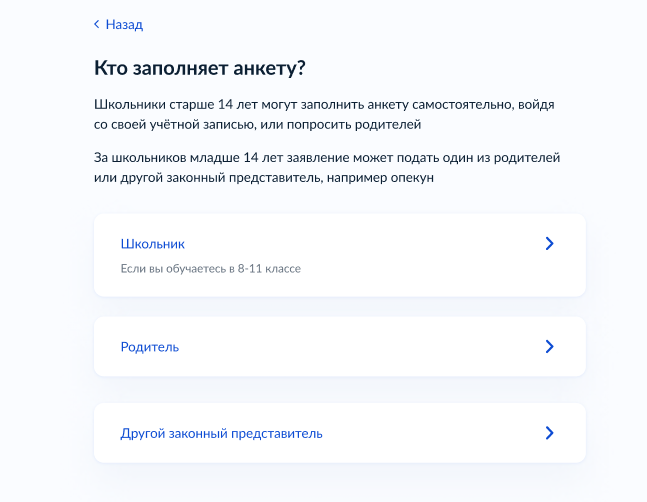 Назад
Кто заполняет анкету?
Школьники старше 14 лет могут заполнить анкету самостоятельно, войдя
со своей учётной записью, или попросить родителей
За школьников младше 14 лет заявление может подать один из родителей
или другой законный представитель, например опекун
Школьник
Если вы обучаетесь в 8-11 классе
Родитель
Другой законный представитель